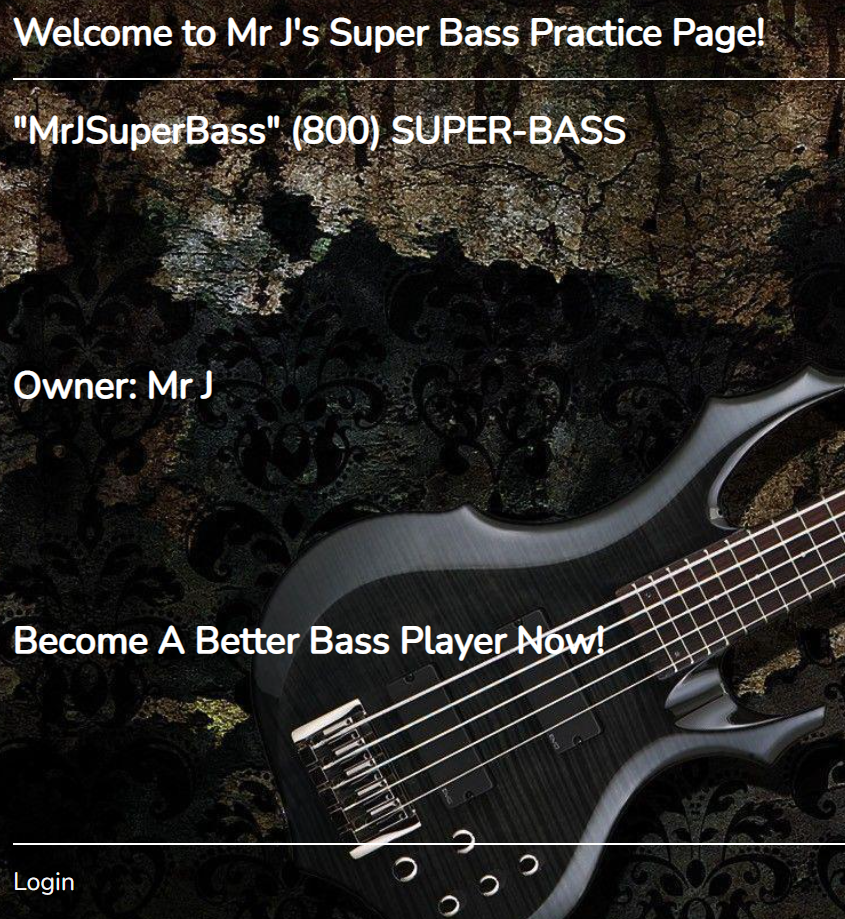 Welcome to Mr J's Super Bass Practice Page!
"MrJSuperBass" (800) SUPER-BASS
Owner: Mr J
Become A Better Bass Player Now!
Login